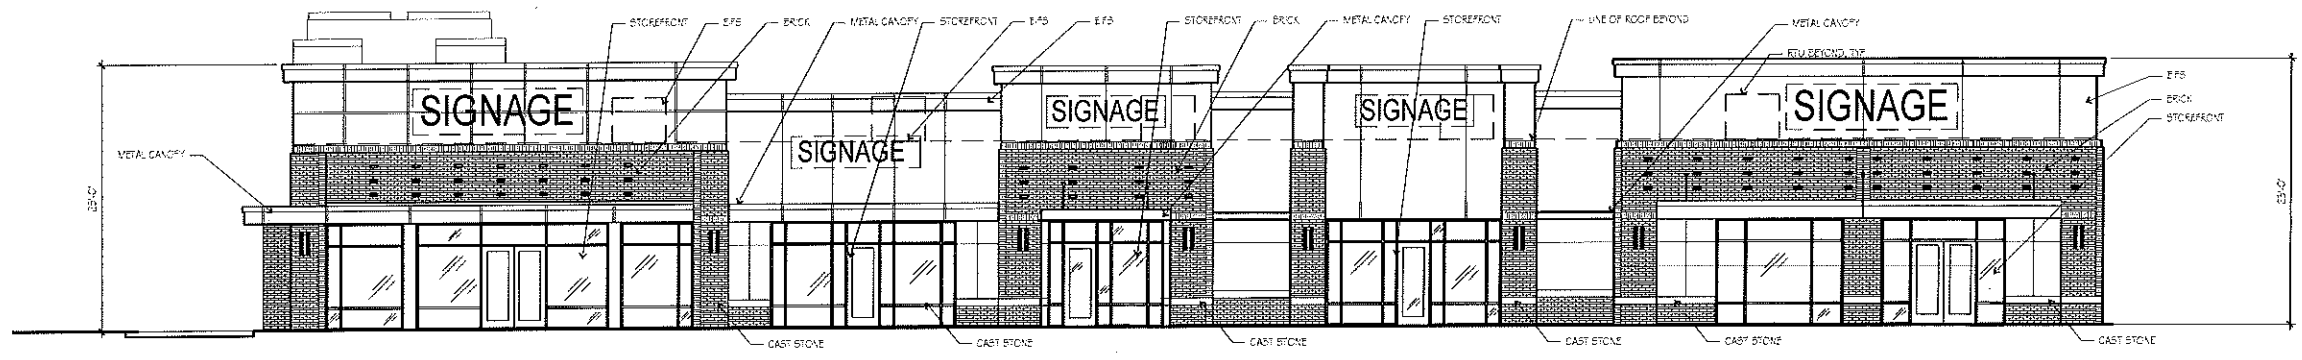 STOREFRONT
EIFS
BRICK
METAL CANOPY
STOREFRONT
EIFS
EIFS
STOREFRONT
BRICK
METAL CANOPY
STOREFRONT
LINE OF ROOF BEYOND
METAL CANOPY
RTU BEYOND, TYP
EIFS
BRICK
STOREFRONT
SIGNAGE
SIGNAGE
SIGNAGE
SIGNAGE
SIGNAGE
METAL CANOPY
CAST STONE
CAST STONE
CAST STONE
CAST STONE
CAST STONE
CAST STONE